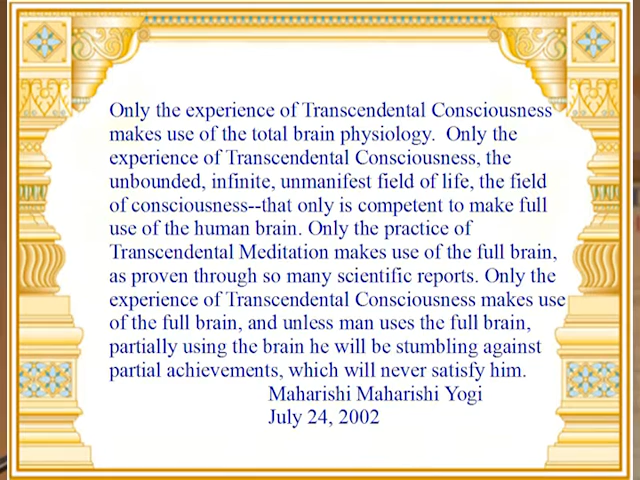 Only the experience of Transcendental Consciousness
makes use of the total brain physiology.  Only the
experience of Transcendental Consciousness, the
unbounded, infinite, unmanifest field of life, the field
of consciousness--that only is competent to make full
use of the human brain. Only the practice of
Transcendental Meditation makes use of the full brain,
as proven through so many scientific reports. Only the
experience of Transcendental Consciousness makes use
of the full brain, and unless man uses the full brain,
partially using the brain he will be stumbling against
partial achievements, which will never satisfy him.
Maharishi Maharishi Yogi
July 24, 2002